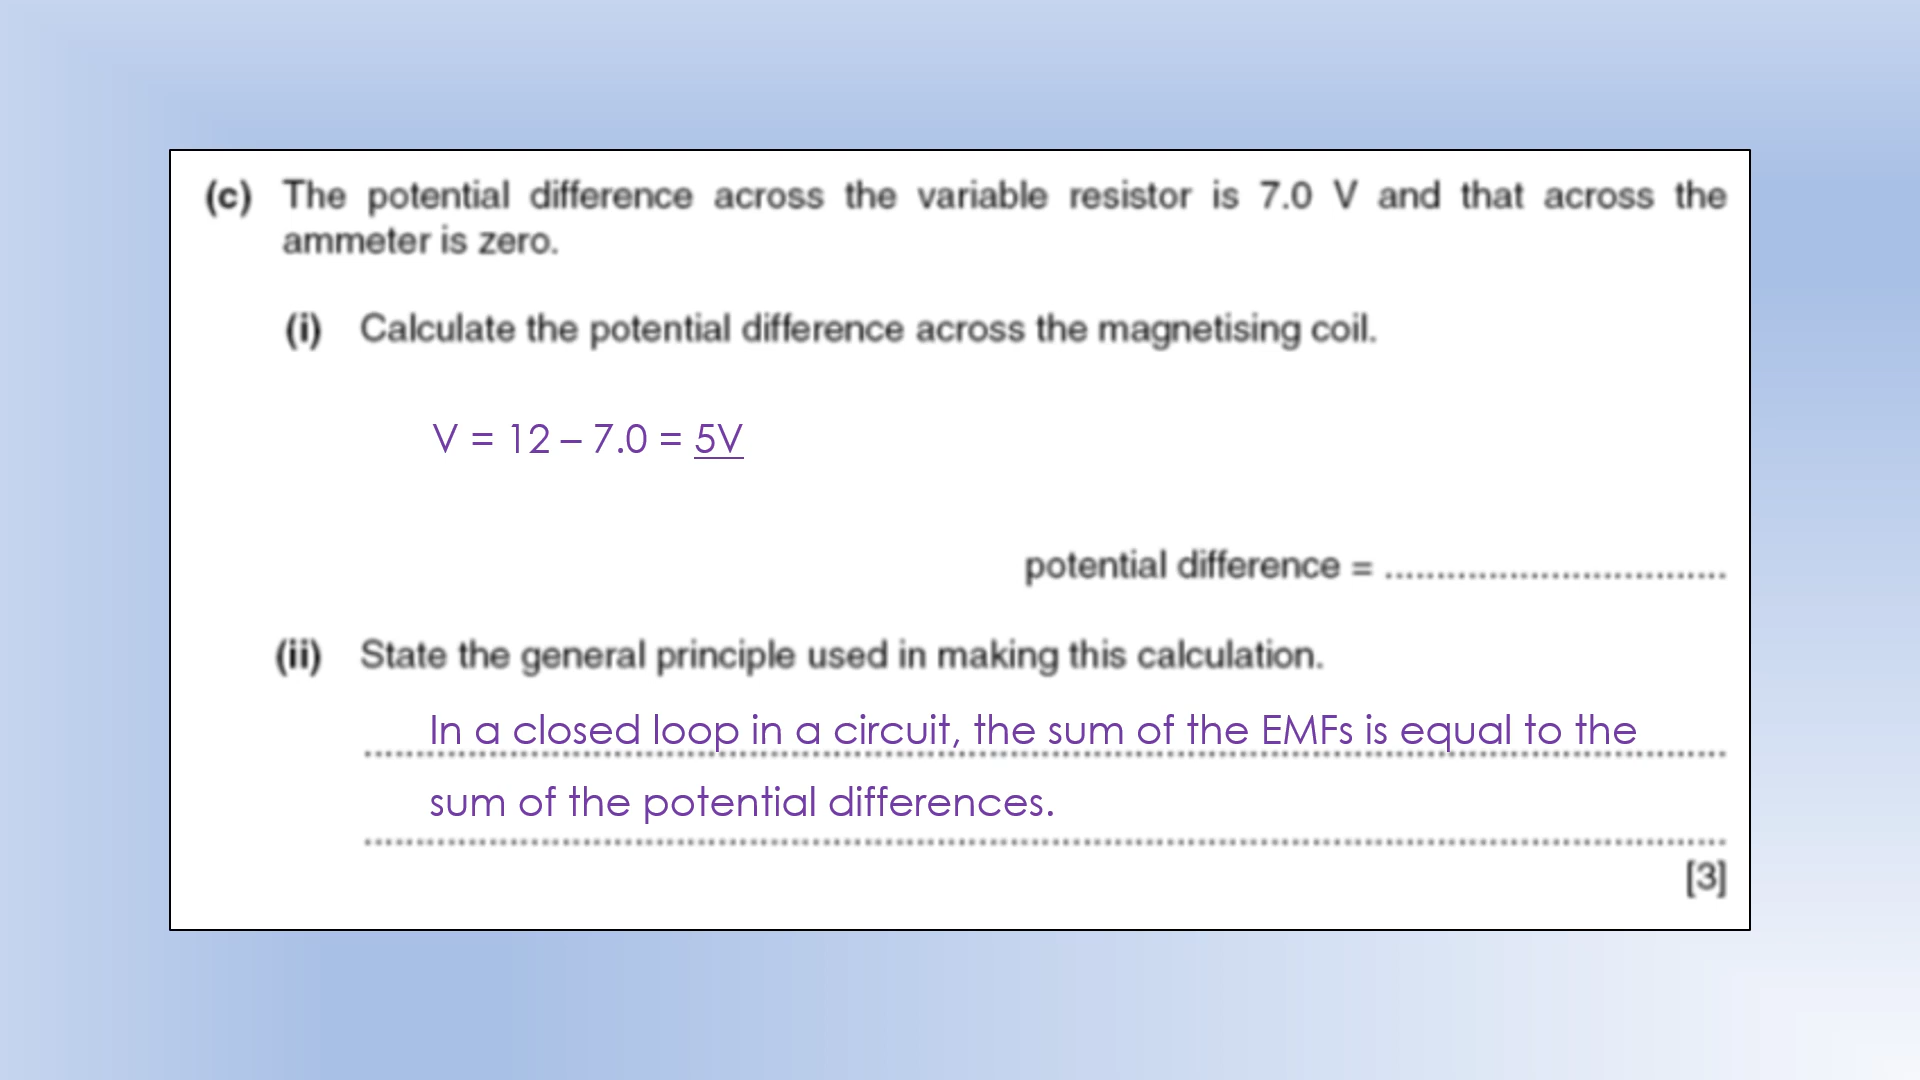 (c) The potential difference across the variable resistor is 7.0 V and that across the
ammeter is zero.
(i) Calculate the potential difference across the magnetising coil.
V = 12 – 7.0 = 5V
potential difference = .................................
(ii) State the general principle used in making this calculation.
In a closed loop in a circuit, the sum of the EMFs is equal to the
sum of the potential differences.
[3]